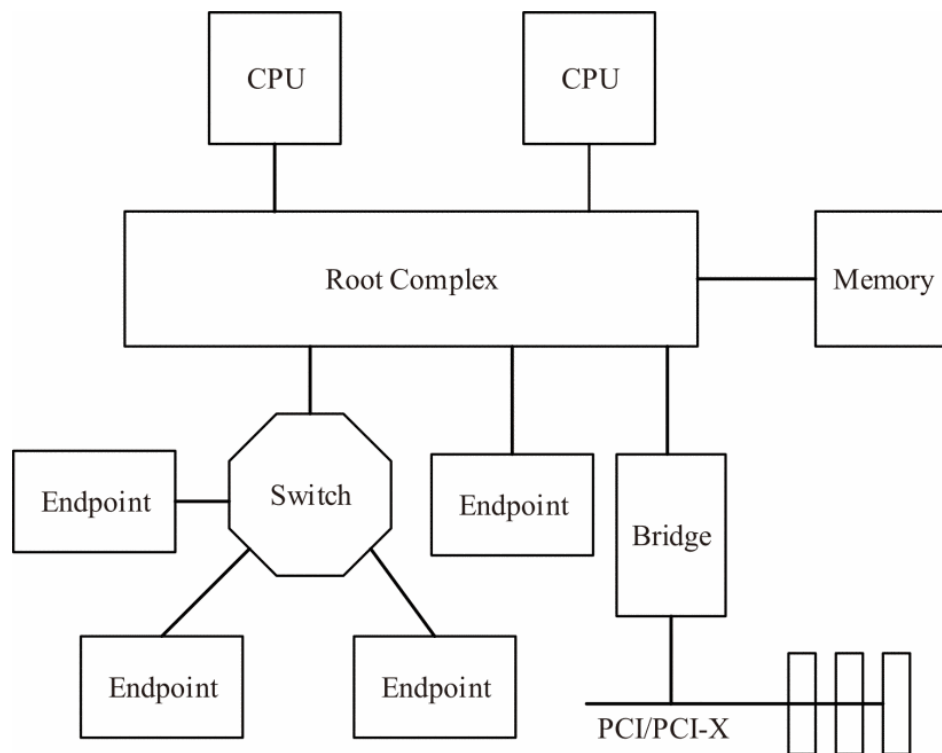 CPU
CPU
Root Complex
Memory
Endpoint
Switch
Endpoint
Bridge
Endpoint
Endpoint
PCI/PCI-X